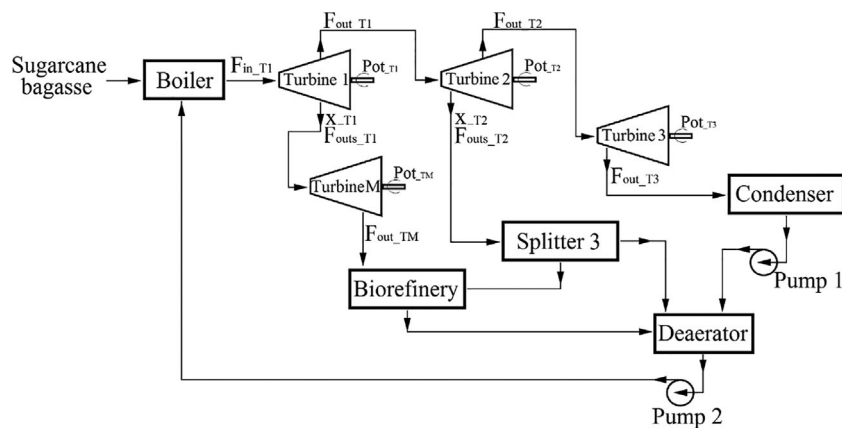 F_out_T1
F_out_T2
Sugarcane
bagasse
Boiler
F_in_T1
Turbine 1
Pot_T1
Turbine 2
Pot_T2
X_T1
F_outs_T1
X_T2
F_outs_T2
Turbine 3
Pot_T3
TurbineM
Pot_TM
F_out_T3
Condenser
F_out_TM
Splitter 3
Pump 1
Biorefinery
Deaerator
Pump 2